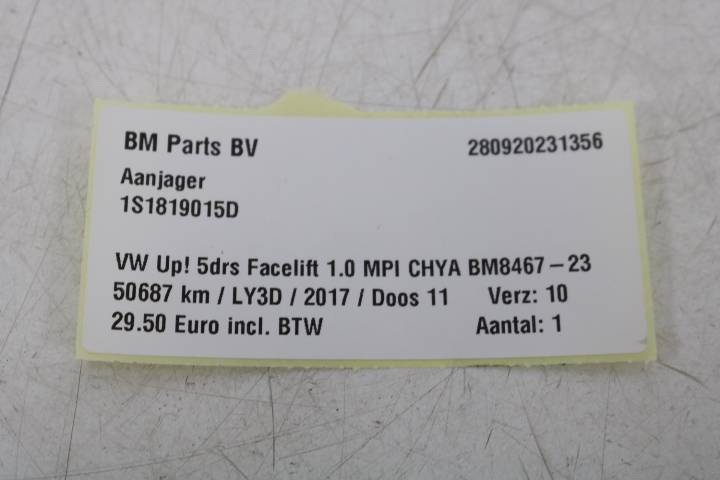 BM Parts BV 280920231356
Aanjager
1S1819015D
VW Up! 5drs Facelift 1.0 MPI CHYA BM8467-23
50687 km / LY3D / 2017 / Doos 11 Verz: 10
29.50 Euro incl. BTW Aantal: 1